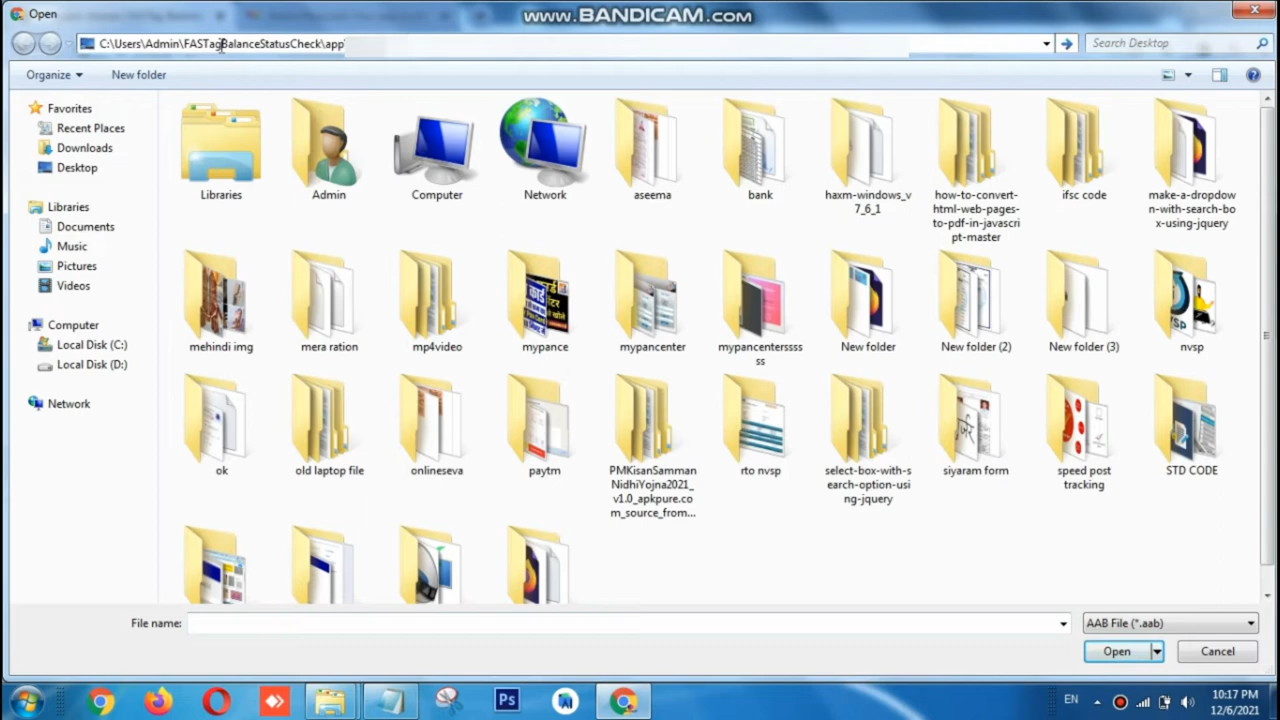 Open
www.BANDICAM.com
C:\Users\Admin\FASTagBalanceStatusCheck\app\
Search Desktop
Organize
New folder
Favorites
Recent Places
Downloads
Desktop
Libraries
Documents
Music
Pictures
Videos
Computer
Local Disk (C:)
Local Disk (D:)
Network
Libraries
Admin
Computer
Network
aseema
bank
haxm-windows_v
7_6_1
how-to-convert-
html-web-pages-
to-pdf-in-javascri
pt-master
ifsc code
make-a-dropdow
n-with-search-bo
x-using-jquery
mehindi img
mera ration
mp4video
mypance
mypancenter
mypancentersssss
ss
New folder
New folder (2)
New folder (3)
nvsp
ok
old laptop file
onlineseva
paytm
PMKisanSamman
NidhiYojna2021_
v1.0_apkpure.co
m_source_from...
rto nvsp
select-box-with-s
earch-option-usi
ng-jquery
siyaram form
speed post
tracking
STD CODE
File name:
AAB File (*.aab)
Open
Cancel
Ps
EN
10:17 PM
12/6/2021